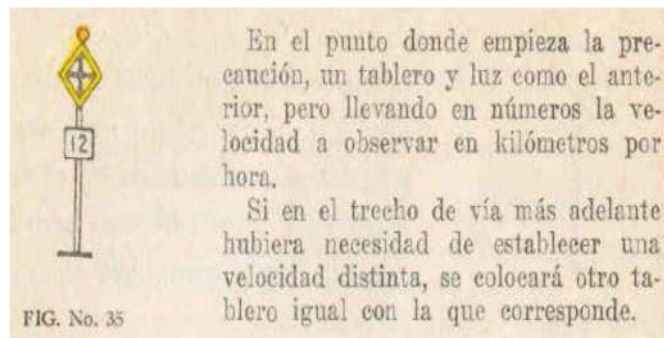 12
FIG. No. 35
En el punto donde empieza la pre-
caución, un tablero y luz como el ante-
rior, pero llevando en números la ve-
locidad a observar en kilómetros por
hora.
Si en el trecho de vía más adelante
hubiera necesidad de establecer una
velocidad distinta, se colocará otro ta-
blero igual con la que corresponde.